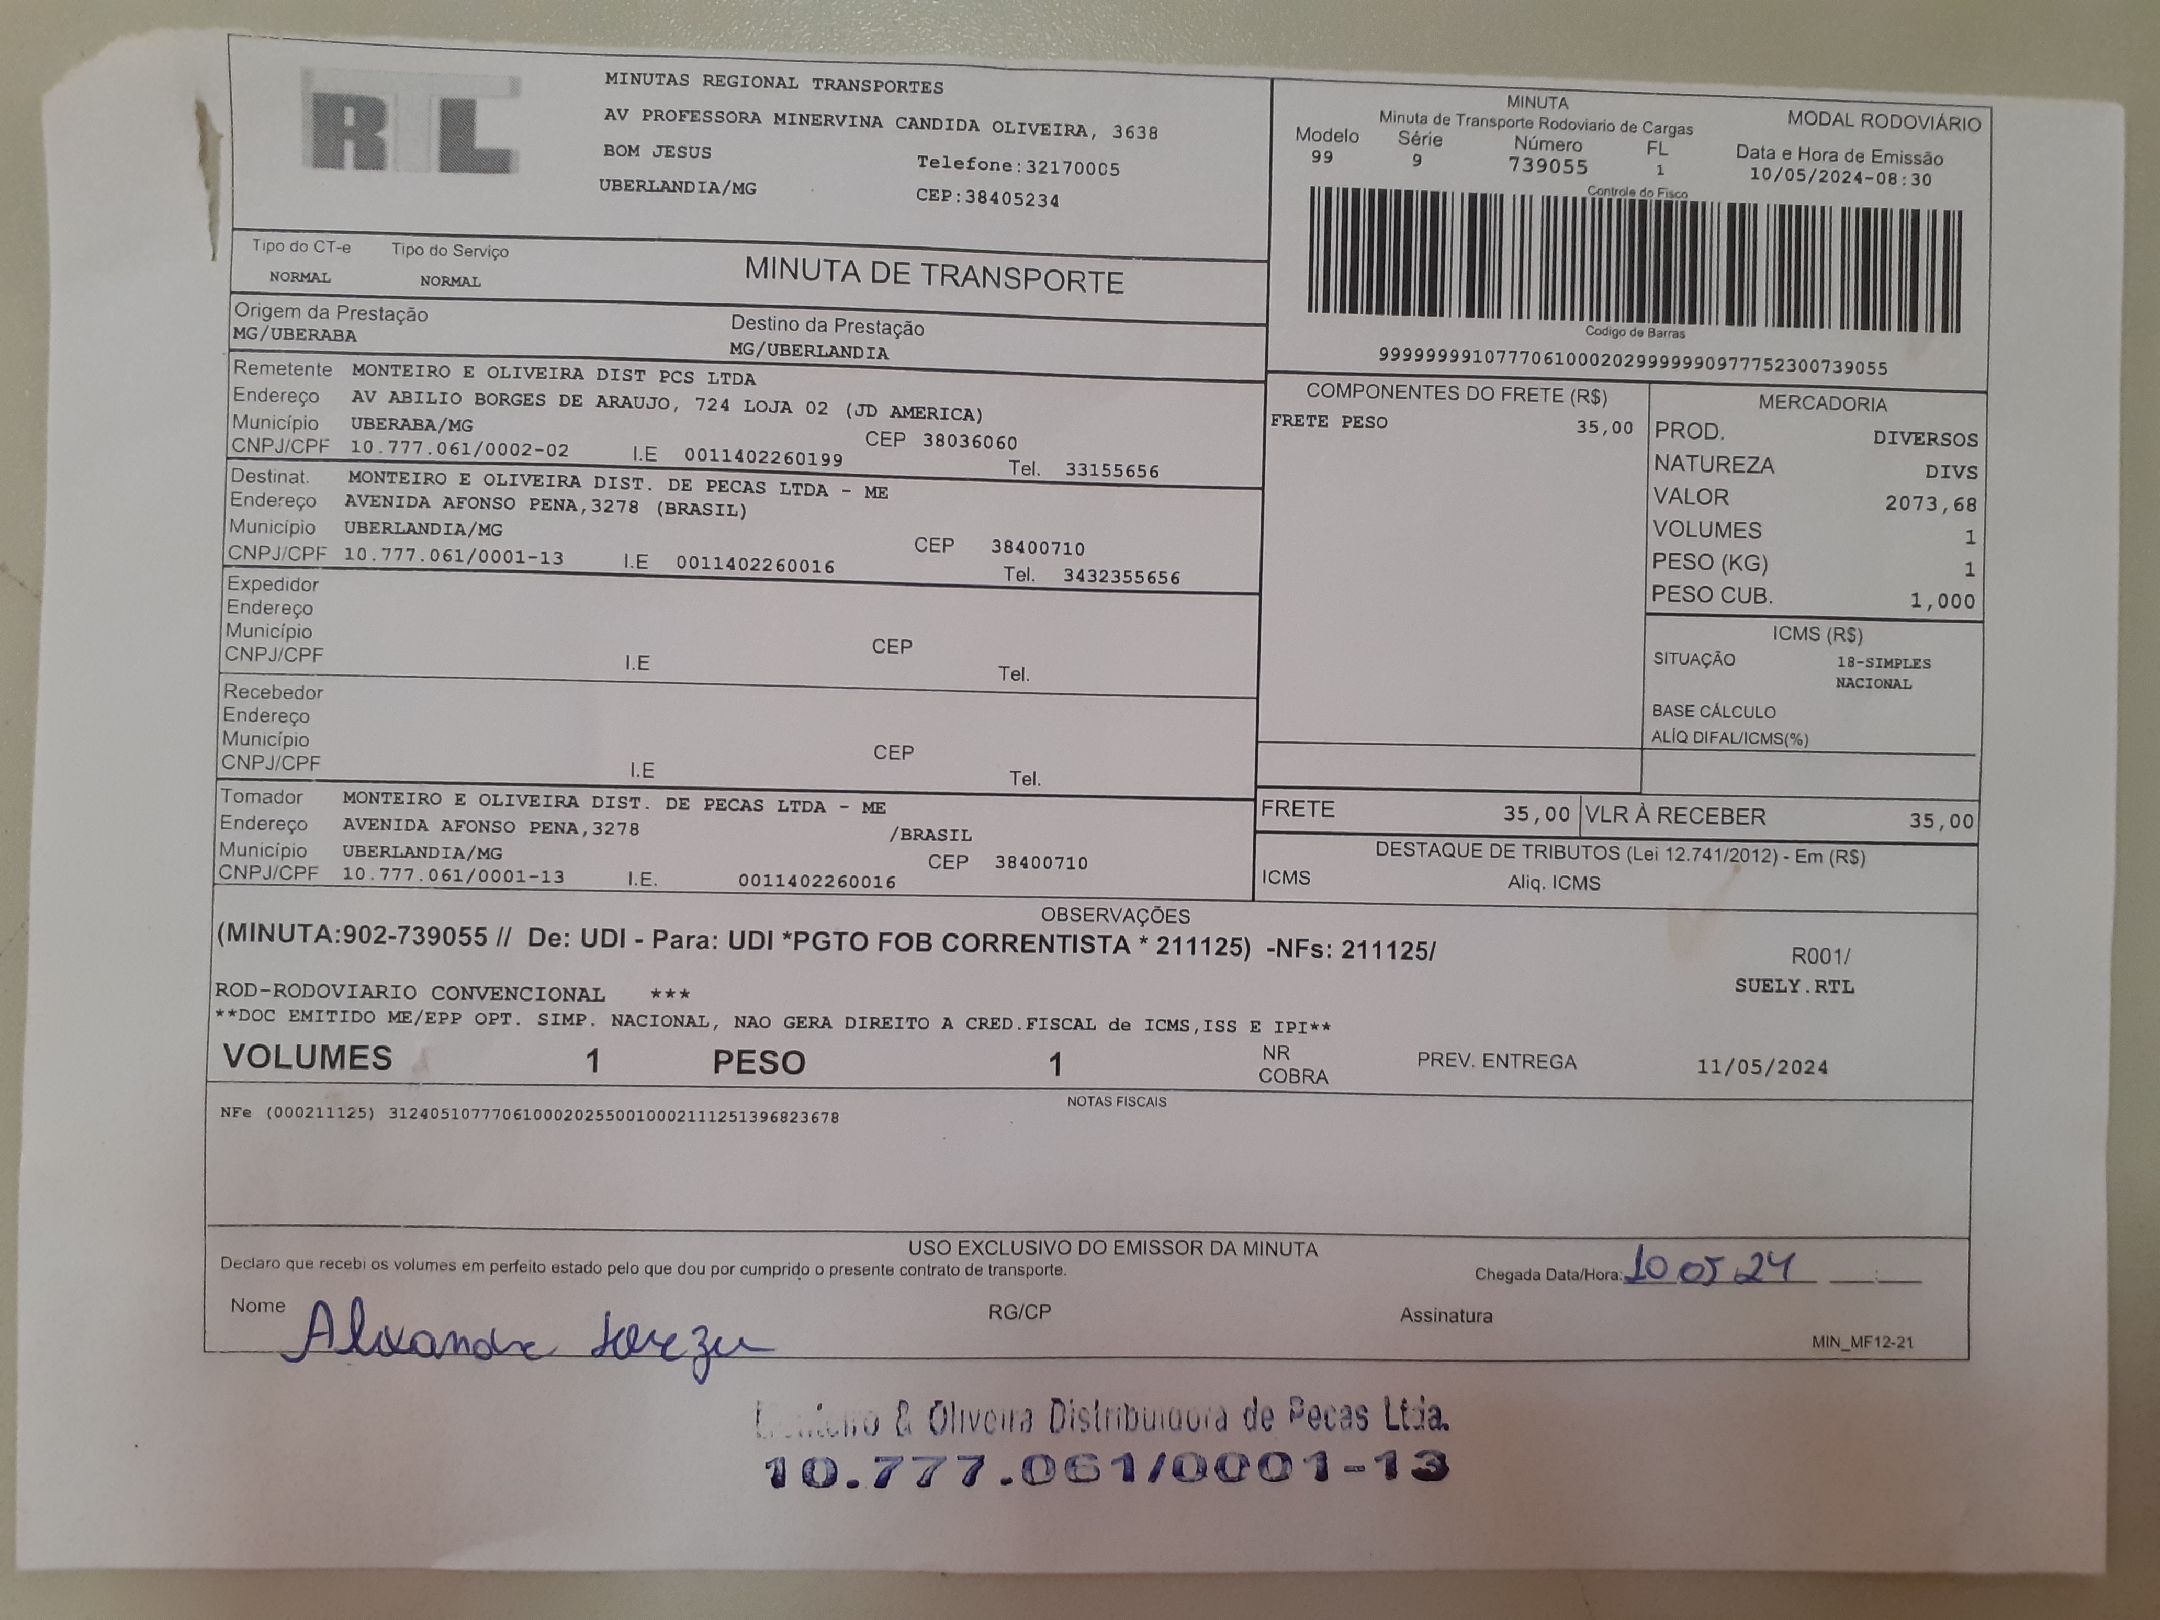 RTL
MINUTAS REGIONAL TRANSPORTES
AV PROFESSORA MINERVINA CANDIDA OLIVEIRA, 3638
BOM JESUS
Telefone:32170005
UBERLANDIA/MG
CEP:38405234
MINUTA
MODAL RODOVIÁRIO
Minuta de Transporte Rodoviario de Cargas
Modelo Série Número FL Data e Hora de Emissão
99 9 739055 1 10/05/2024-08:30
Controle do Fisco
Codigo de Barras
99999999107770610002029999990977752300739055
Tipo do CT-e Tipo do Serviço
NORMAL NORMAL
MINUTA DE TRANSPORTE
Origem da Prestação Destino da Prestação
MG/UBERABA MG/UBERLANDIA
Remetente MONTEIRO E OLIVEIRA DIST PCS LTDA
Endereço AV ABILIO BORGES DE ARAUJO, 724 LOJA 02 (JD AMERICA)
Município UBERABA/MG CEP 38036060
CNPJ/CPF 10.777.061/0002-02 I.E 0011402260199 Tel. 33155656
Destinat. MONTEIRO E OLIVEIRA DIST. DE PECAS LTDA - ME
Endereço AVENIDA AFONSO PENA,3278 (BRASIL)
Município UBERLANDIA/MG CEP 38400710
CNPJ/CPF 10.777.061/0001-13 I.E 0011402260016 Tel. 3432355656
Expedidor
Endereço
Município CEP
CNPJ/CPF I.E Tel.
Recebedor
Endereço
Município CEP
CNPJ/CPF I.E Tel.
Tomador MONTEIRO E OLIVEIRA DIST. DE PECAS LTDA - ME
Endereço AVENIDA AFONSO PENA,3278 /BRASIL
Município UBERLANDIA/MG CEP 38400710
CNPJ/CPF 10.777.061/0001-13 I.E. 0011402260016
COMPONENTES DO FRETE (R$)
FRETE PESO 35,00
MERCADORIA
PROD. DIVERSOS
NATUREZA DIVS
VALOR 2073,68
VOLUMES 1
PESO (KG) 1
PESO CUB. 1,000
ICMS (R$)
SITUAÇÃO 18-SIMPLES
NACIONAL
BASE CÁLCULO
ALÍQ DIFAL/ICMS(%)
FRETE 35,00 VLR À RECEBER 35,00
DESTAQUE DE TRIBUTOS (Lei 12.741/2012) - Em (R$)
ICMS Aliq. ICMS
OBSERVAÇÕES
(MINUTA:902-739055 // De: UDI - Para: UDI *PGTO FOB CORRENTISTA * 211125) -NFs: 211125/
R001/
SUELY.RTL
ROD-RODOVIARIO CONVENCIONAL ***
**DOC EMITIDO ME/EPP OPT. SIMP. NACIONAL, NAO GERA DIREITO A CRED.FISCAL de ICMS,ISS E IPI**
VOLUMES 1 PESO 1 NR COBRA PREV. ENTREGA 11/05/2024
NOTAS FISCAIS
NFe (000211125) 31240510777061000202550010002111251396823678
USO EXCLUSIVO DO EMISSOR DA MINUTA
Declaro que recebi os volumes em perfeito estado pelo que dou por cumprido o presente contrato de transporte.
Chegada Data/Hora: 10 05 24 __:__
Nome Alexandre RG/CP Assinatura
MIN_MF12-21
& Oliveira Distribuidora de Pecas Ltda.
10.777.061/0001-13